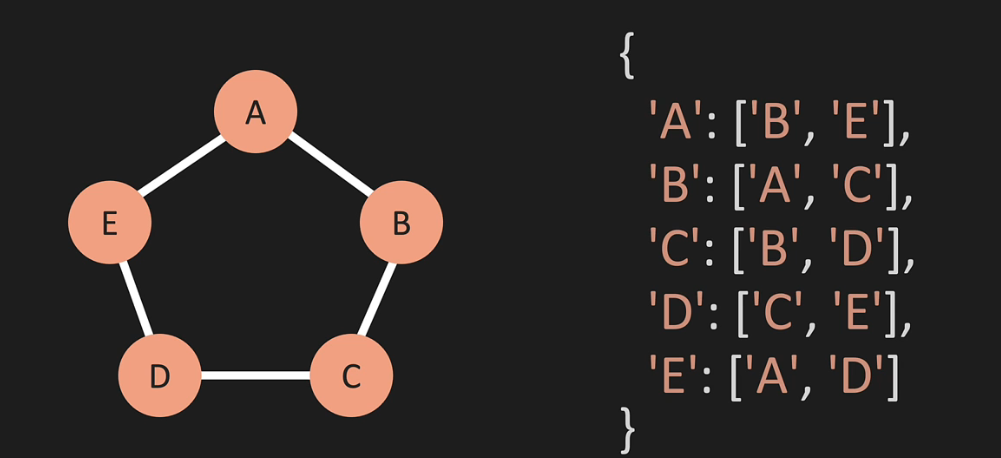 A
E
B
D
C
{
'A': ['B', 'E'],
'B': ['A', 'C'],
'C': ['B', 'D'],
'D': ['C', 'E'],
'E': ['A', 'D']
}